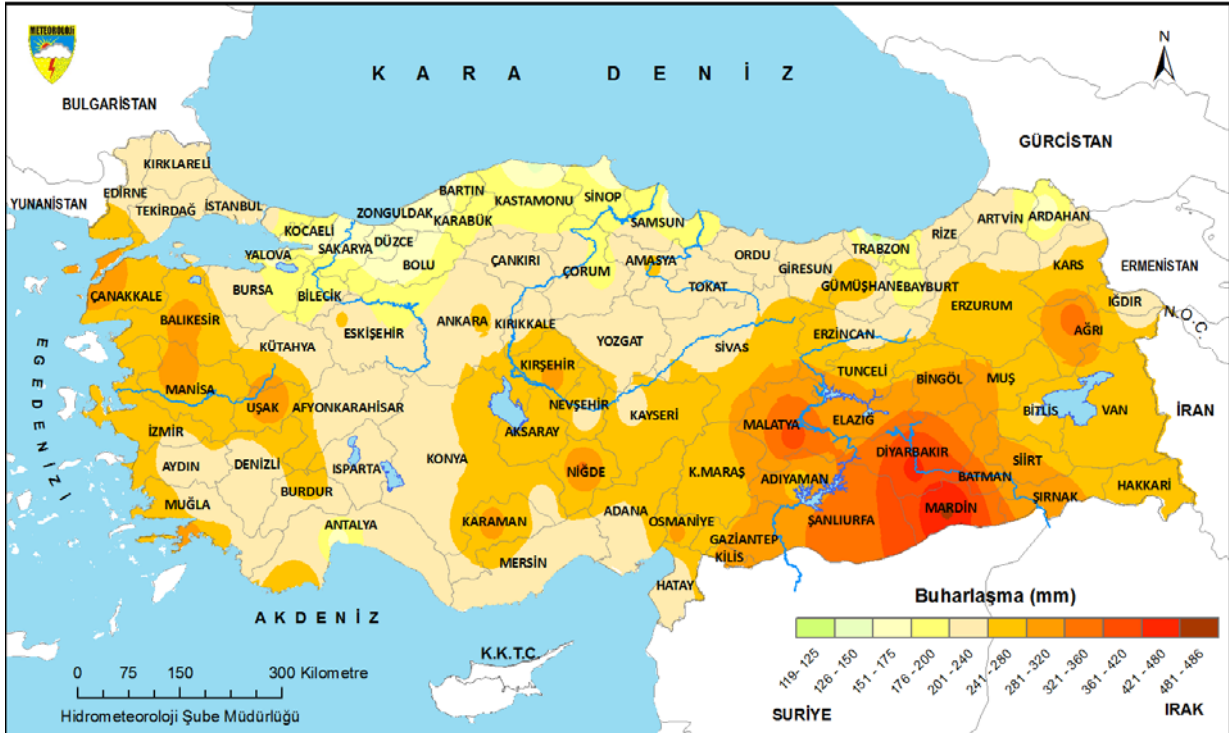 METEOROLOJİ
N
K A R A D E N İ Z
BULGARİSTAN
GÜRCİSTAN
YUNANİSTAN
ERMENİSTAN
N.O.C.
İRAN
E G E D E N İ Z İ
KIRKLARELİ
EDİRNE
TEKİRDAĞ
İSTANBUL
KOCAELİ
YALOVA
SAKARYA
BURSA
BİLECİK
ZONGULDAK
DÜZCE
BOLU
BARTIN
KARABÜK
KASTAMONU
SİNOP
SAMSUN
ÇANKIRI
ÇORUM
AMASYA
TOKAT
ORDU
GİRESUN
TRABZON
GÜMÜŞHANE
BAYBURT
RİZE
ARTVİN
ARDAHAN
KARS
IĞDIR
AĞRI
ERZURUM
ERZİNCAN
ÇANAKKALE
BALIKESİR
KÜTAHYA
ESKİŞEHİR
ANKARA
KIRIKKALE
YOZGAT
SİVAS
KIRŞEHİR
NEVŞEHİR
KAYSERİ
TUNCELİ
BİNGÖL
MUŞ
BİTLİS
VAN
MANİSA
UŞAK
AFYONKARAHİSAR
AKSARAY
MALATYA
ELAZIĞ
DİYARBAKIR
İZMİR
AYDIN
DENİZLİ
ISPARTA
KONYA
NİĞDE
K.MARAŞ
ADIYAMAN
BATMAN
SİİRT
ŞIRNAK
HAKKARİ
MUĞLA
BURDUR
ANTALYA
KARAMAN
MERSİN
ADANA
OSMANİYE
GAZİANTEP
KİLİS
ŞANLIURFA
MARDİN
HATAY
A K D E N İ Z
K.K.T.C.
SURİYE
IRAK
0 75 150 300 Kilometre
Hidrometeoroloji Şube Müdürlüğü
Buharlaşma (mm)
119- 125
126 - 150
151 - 175
176 - 200
201 - 240
241 - 280
281 - 320
321 - 360
361 - 420
421 - 480
481 - 486